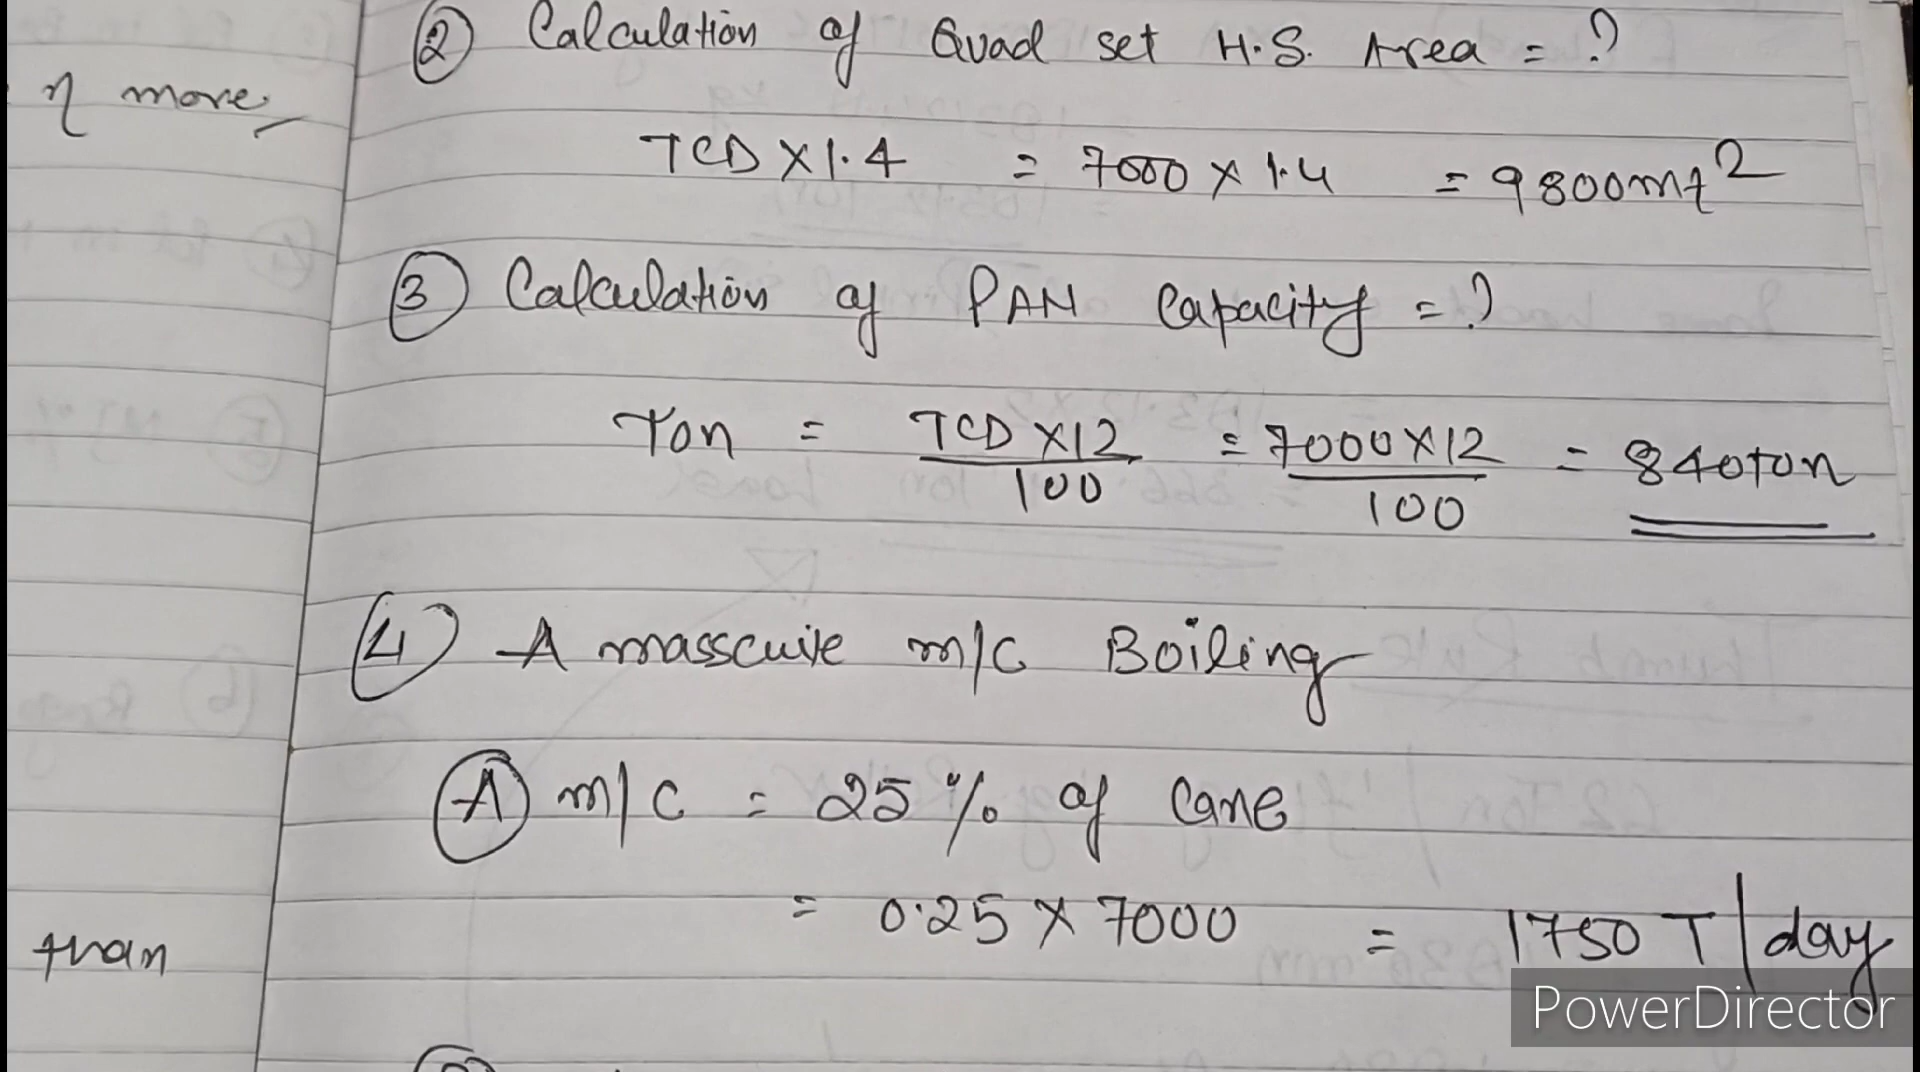 ② Calculation of Quad set H.S. Area = ?
η more,
TCD X 1.4 = 7000 X 1.4 = 9800mt²
③ Calculation of PAN Capacity = ?
Ton = TCD X12 / 100 = 7000 X 12 / 100 = 840ton
④ A masscuite m/c Boiling
Ⓐ m/c = 25% of Cane
= 0.25 X 7000 = 1750 T/day
than
PowerDirector